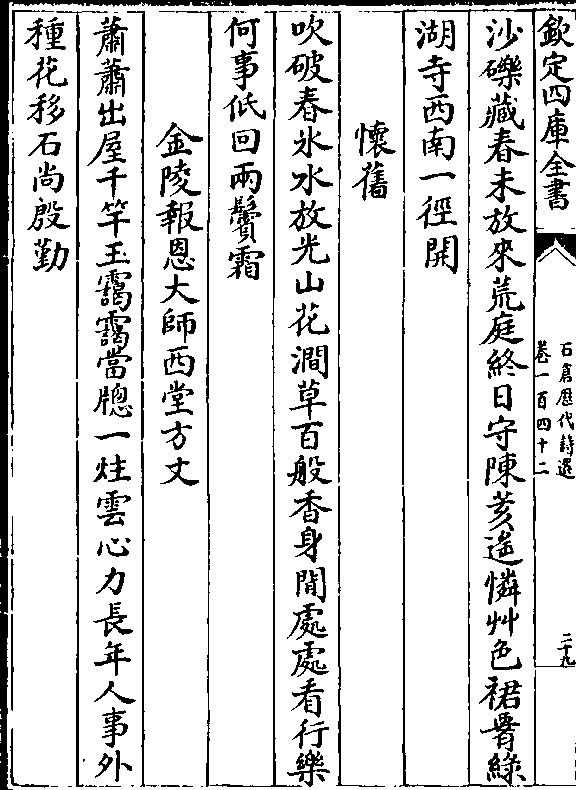 欽定四庫全書
石倉歷代詩選
卷一百四十二
二十九
沙礫藏春未放來荒庭終日守陳荄遙憐艸色裙𦝫綠
湖寺西南一徑開
懷舊
吹破春氷水放光山花澗草百般香身閒處處看行樂
何事低回兩鬢霜
金陵報恩大師西堂方丈
蕭蕭出屋千竿玉靄靄當牕一炷雲心力長年人事外
種花移石尚殷勤